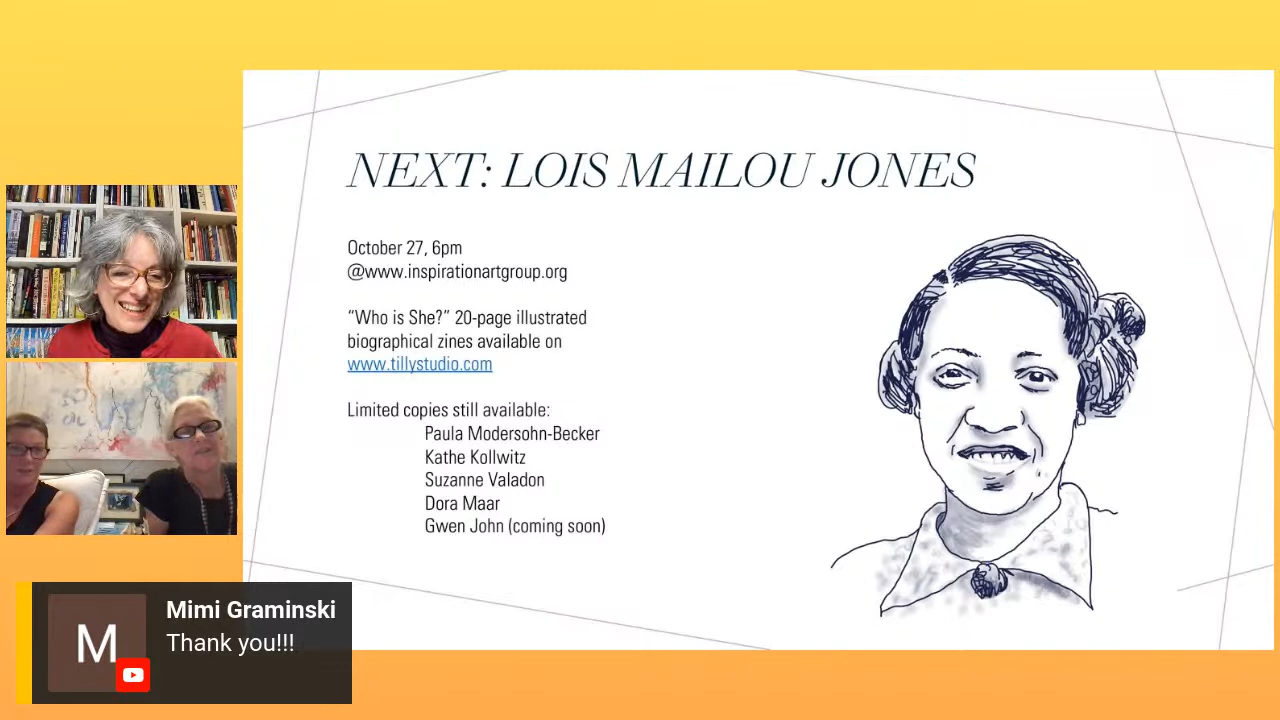 NEXT: LOIS MAILOU JONES
October 27, 6pm
@www.inspirationartgroup.org
“Who is She?” 20-page illustrated
biographical zines available on
www.tillystudio.com
Limited copies still available:
Paula Modersohn-Becker
Kathe Kollwitz
Suzanne Valadon
Dora Maar
Gwen John (coming soon)
M
Mimi Graminski
Thank you!!!